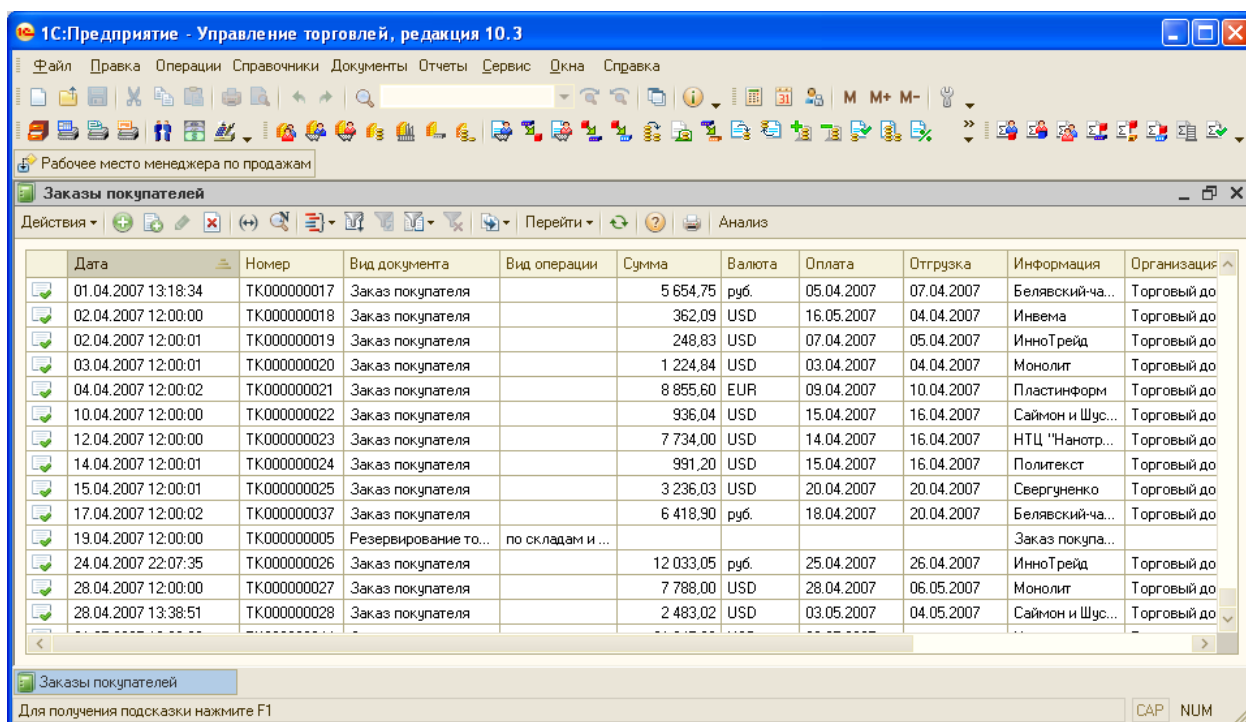 1С:Предприятие - Управление торговлей, редакция 10.3
Файл Правка Операции Справочники Документы Отчеты Сервис Окна Справка
M M+ M-
Рабочее место менеджера по продажам
Заказы покупателей
Действия Перейти Анализ
Дата Номер Вид документа Вид операции Сумма Валюта Оплата Отгрузка Информация Организация
01.04.2007 13:18:34 ТК000000017 Заказ покупателя 5 654,75 руб. 05.04.2007 07.04.2007 Белявский-ча... Торговый до
02.04.2007 12:00:00 ТК000000018 Заказ покупателя 362,09 USD 16.05.2007 04.04.2007 Инвема Торговый до
02.04.2007 12:00:01 ТК000000019 Заказ покупателя 248,83 USD 07.04.2007 05.04.2007 ИнноТрейд Торговый до
03.04.2007 12:00:01 ТК000000020 Заказ покупателя 1 224,84 USD 03.04.2007 04.04.2007 Монолит Торговый до
04.04.2007 12:00:02 ТК000000021 Заказ покупателя 8 855,60 EUR 09.04.2007 10.04.2007 Пластинформ Торговый до
10.04.2007 12:00:00 ТК000000022 Заказ покупателя 936,04 USD 15.04.2007 16.04.2007 Саймон и Шус... Торговый до
12.04.2007 12:00:00 ТК000000023 Заказ покупателя 7 734,00 USD 14.04.2007 16.04.2007 НТЦ "Нанотр... Торговый до
14.04.2007 12:00:01 ТК000000024 Заказ покупателя 991,20 USD 15.04.2007 16.04.2007 Политекст Торговый до
15.04.2007 12:00:01 ТК000000025 Заказ покупателя 3 236,03 USD 20.04.2007 20.04.2007 Свергуненко Торговый до
17.04.2007 12:00:02 ТК000000037 Заказ покупателя 6 418,90 руб. 18.04.2007 20.04.2007 Белявский-ча... Торговый до
19.04.2007 12:00:00 ТК000000005 Резервирование то... по складам и ... Заказ покупа...
24.04.2007 22:07:35 ТК000000026 Заказ покупателя 12 033,05 руб. 25.04.2007 26.04.2007 ИнноТрейд Торговый до
28.04.2007 12:00:00 ТК000000027 Заказ покупателя 7 788,00 USD 28.04.2007 06.05.2007 Монолит Торговый до
28.04.2007 13:38:51 ТК000000028 Заказ покупателя 2 483,02 USD 03.05.2007 04.05.2007 Саймон и Шус... Торговый до
Заказы покупателей
Для получения подсказки нажмите F1 CAP NUM